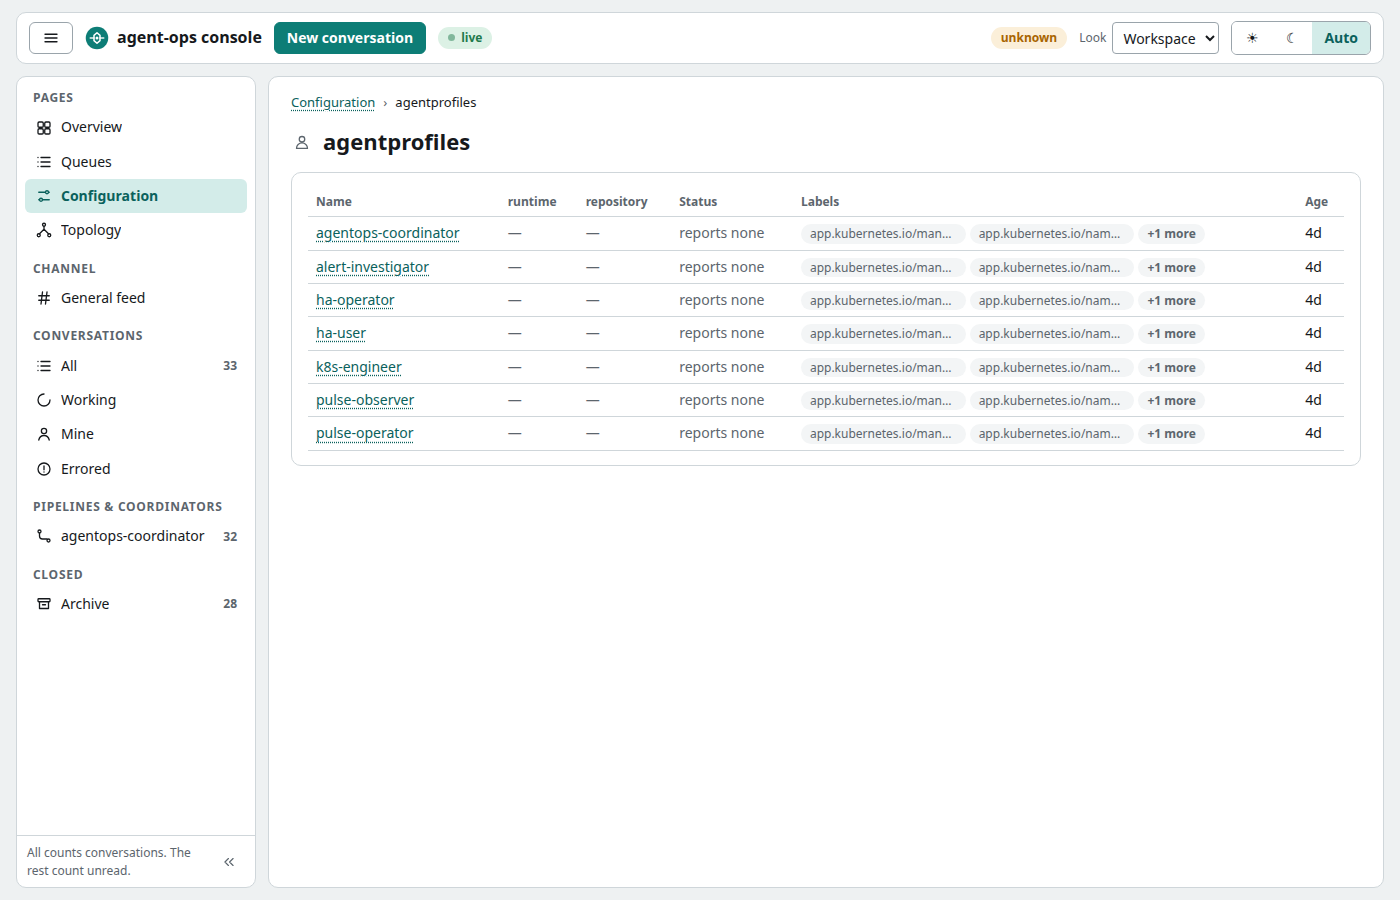 agent-ops console
New conversation
live
unknown
Look
Workspace
Auto
PAGES
Overview
Queues
Configuration
Topology
CHANNEL
General feed
CONVERSATIONS
All 33
Working
Mine
Errored
PIPELINES & COORDINATORS
agentops-coordinator 32
CLOSED
Archive 28
All counts conversations. The
rest count unread.
Configuration › agentprofiles
agentprofiles
Name runtime repository Status Labels Age
agentops-coordinator — — reports none app.kubernetes.io/man... app.kubernetes.io/nam... +1 more 4d
alert-investigator — — reports none app.kubernetes.io/man... app.kubernetes.io/nam... +1 more 4d
ha-operator — — reports none app.kubernetes.io/man... app.kubernetes.io/nam... +1 more 4d
ha-user — — reports none app.kubernetes.io/man... app.kubernetes.io/nam... +1 more 4d
k8s-engineer — — reports none app.kubernetes.io/man... app.kubernetes.io/nam... +1 more 4d
pulse-observer — — reports none app.kubernetes.io/man... app.kubernetes.io/nam... +1 more 4d
pulse-operator — — reports none app.kubernetes.io/man... app.kubernetes.io/nam... +1 more 4d